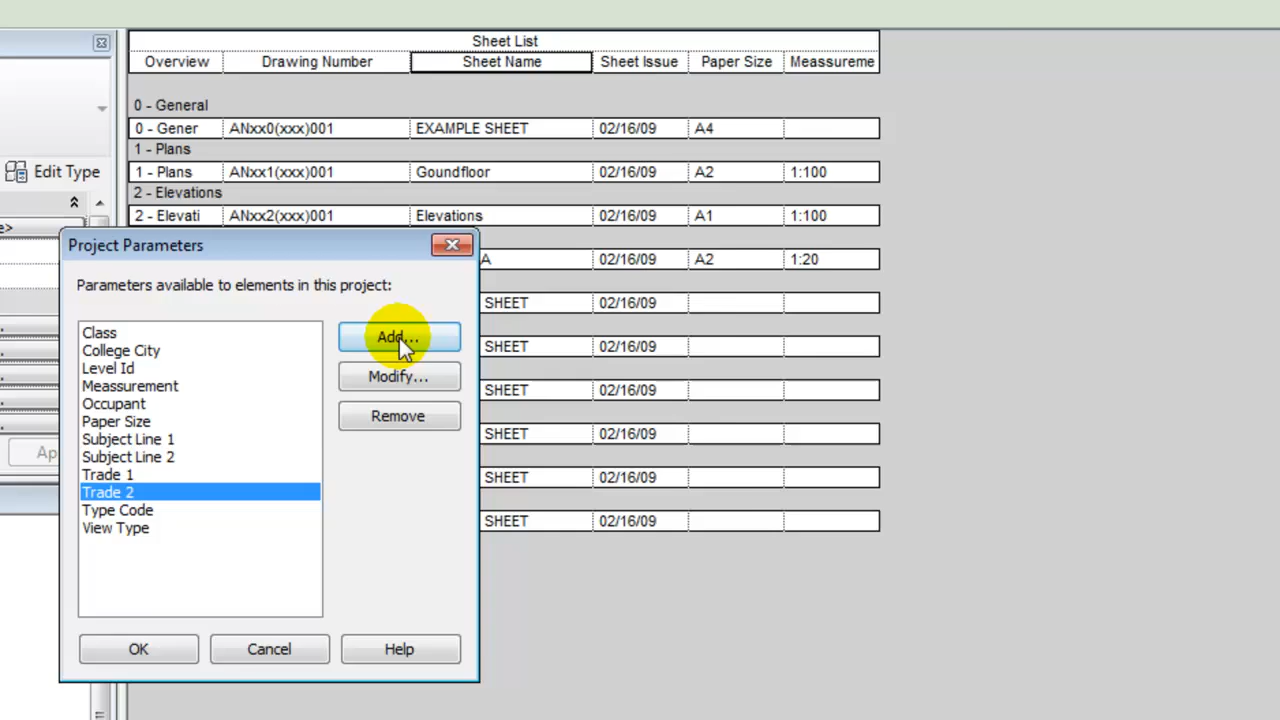 Sheet List
Overview Drawing Number Sheet Name Sheet Issue Paper Size Meassureme
0 - General
0 - Gener ANxx0(xxx)001 EXAMPLE SHEET 02/16/09 A4
1 - Plans
1 - Plans ANxx1(xxx)001 Goundfloor 02/16/09 A2 1:100
2 - Elevations
2 - Elevati ANxx2(xxx)001 Elevations 02/16/09 A1 1:100
A 02/16/09 A2 1:20
SHEET 02/16/09
SHEET 02/16/09
SHEET 02/16/09
SHEET 02/16/09
SHEET 02/16/09
SHEET 02/16/09
Edit Type
e>
Ap
Project Parameters
Parameters available to elements in this project:
Class
College City
Level Id
Meassurement
Occupant
Paper Size
Subject Line 1
Subject Line 2
Trade 1
Trade 2
Type Code
View Type
Add...
Modify...
Remove
OK Cancel Help